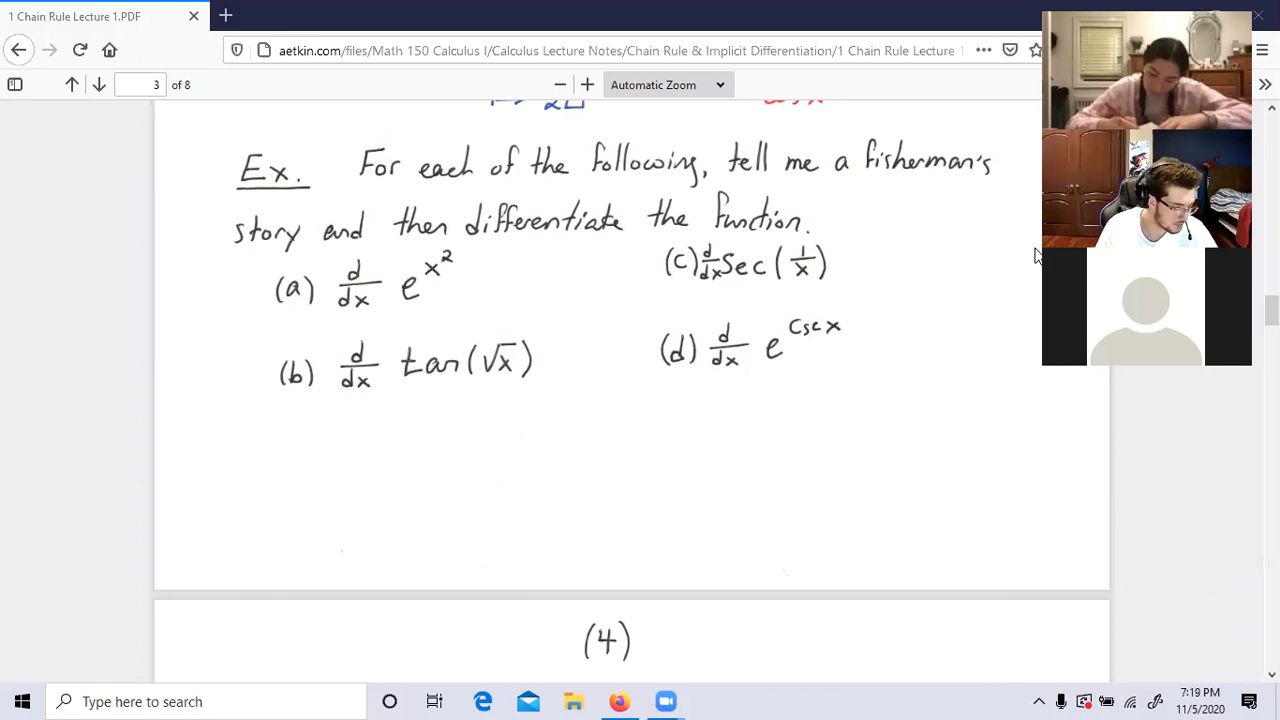 1 Chain Rule Lecture 1.PDF
aetkin.com/files/Math 130 Calculus I/Calculus Lecture Notes/Chain Rule & Implicit Differentiation/1 Chain Rule Lecture 1
3 of 8
Automatic Zoom
Ex. For each of the following, tell me a fisherman's
story and then differentiate the function.
(a) d/dx e^x^2
(c) d/dx Sec(1/x)
(b) d/dx tan(√x)
(d) d/dx e^csc x
(4)
Type here to search
7:19 PM
11/5/2020